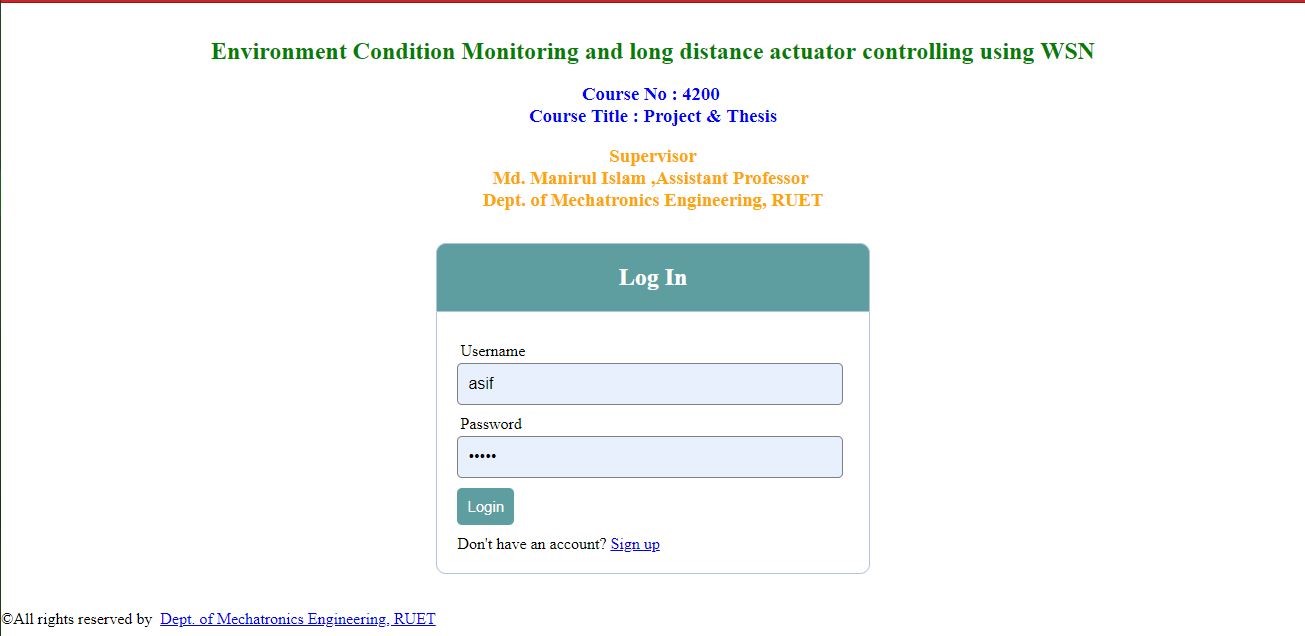 Environment Condition Monitoring and long distance actuator controlling using WSN
Course No : 4200
Course Title : Project & Thesis
Supervisor
Md. Manirul Islam ,Assistant Professor
Dept. of Mechatronics Engineering, RUET
Log In
Username
asif
Password
•••••
Login
Don't have an account? Sign up
©All rights reserved by Dept. of Mechatronics Engineering, RUET